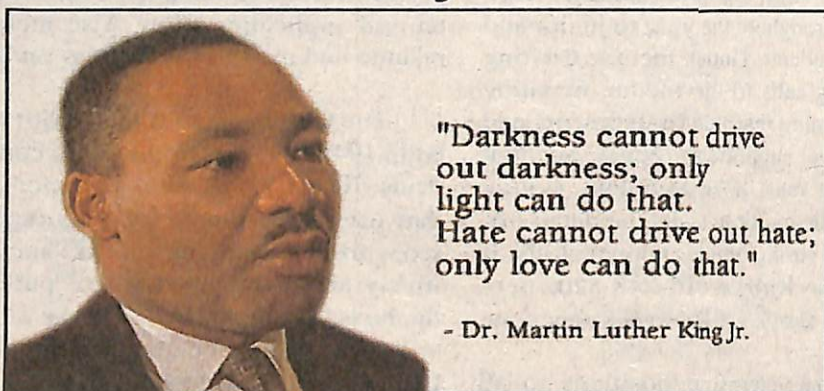 "Darkness cannot drive
out darkness; only
light can do that.
Hate cannot drive out hate;
only love can do that."
- Dr. Martin Luther King Jr.